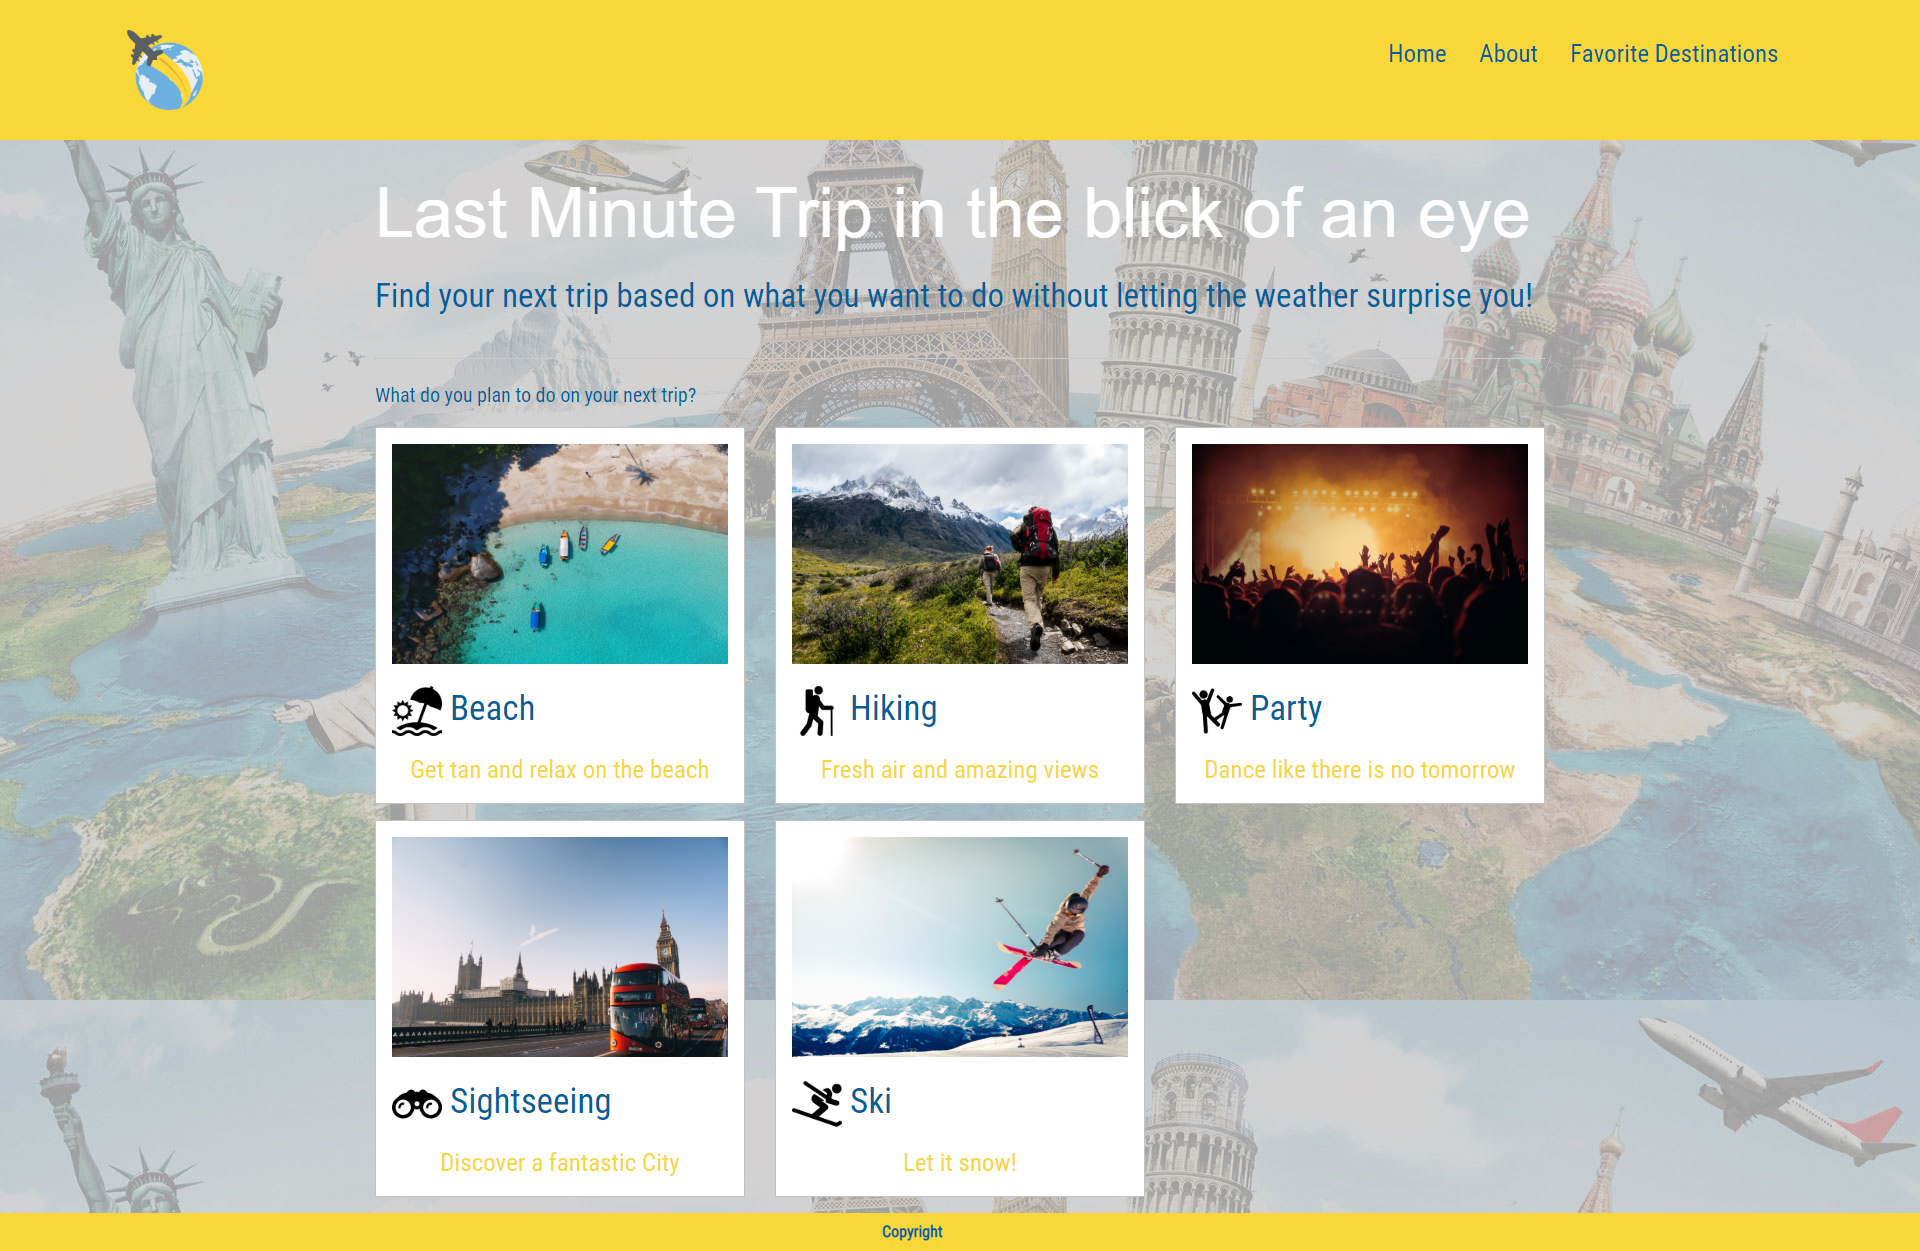 Home About Favorite Destinations
Last Minute Trip in the blick of an eye
Find your next trip based on what you want to do without letting the weather surprise you!
What do you plan to do on your next trip?
Beach
Get tan and relax on the beach
Hiking
Fresh air and amazing views
Party
Dance like there is no tomorrow
Sightseeing
Discover a fantastic City
Ski
Let it snow!
Copyright